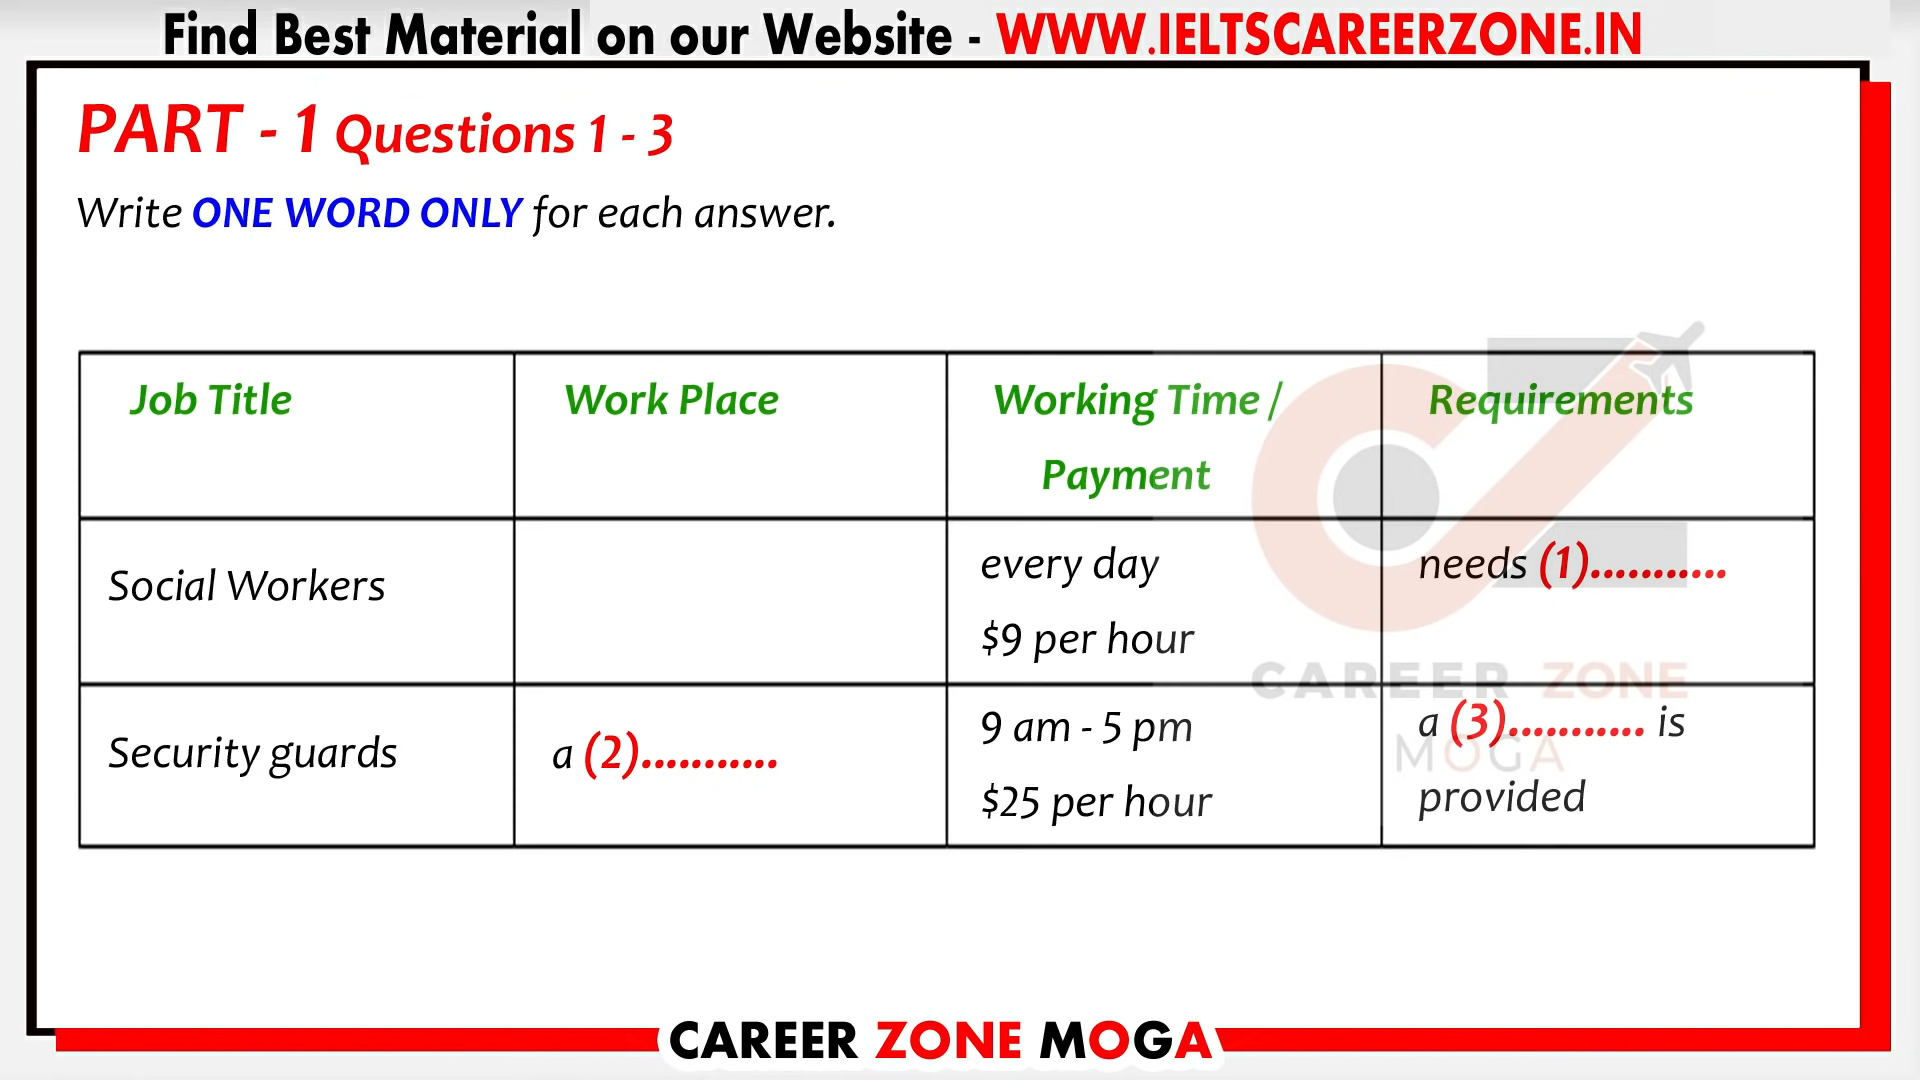 Find Best Material on our Website - WWW.IELTSCAREERZONE.IN
PART - 1 Questions 1 - 3
Write ONE WORD ONLY for each answer.
Job Title
Work Place
Working Time /
Payment
Requirements
Social Workers
every day
$9 per hour
needs (1)...........
Security guards
a (2)...........
9 am - 5 pm
$25 per hour
a (3)........... is
provided
CAREER ZONE
MOGA
CAREER ZONE MOGA